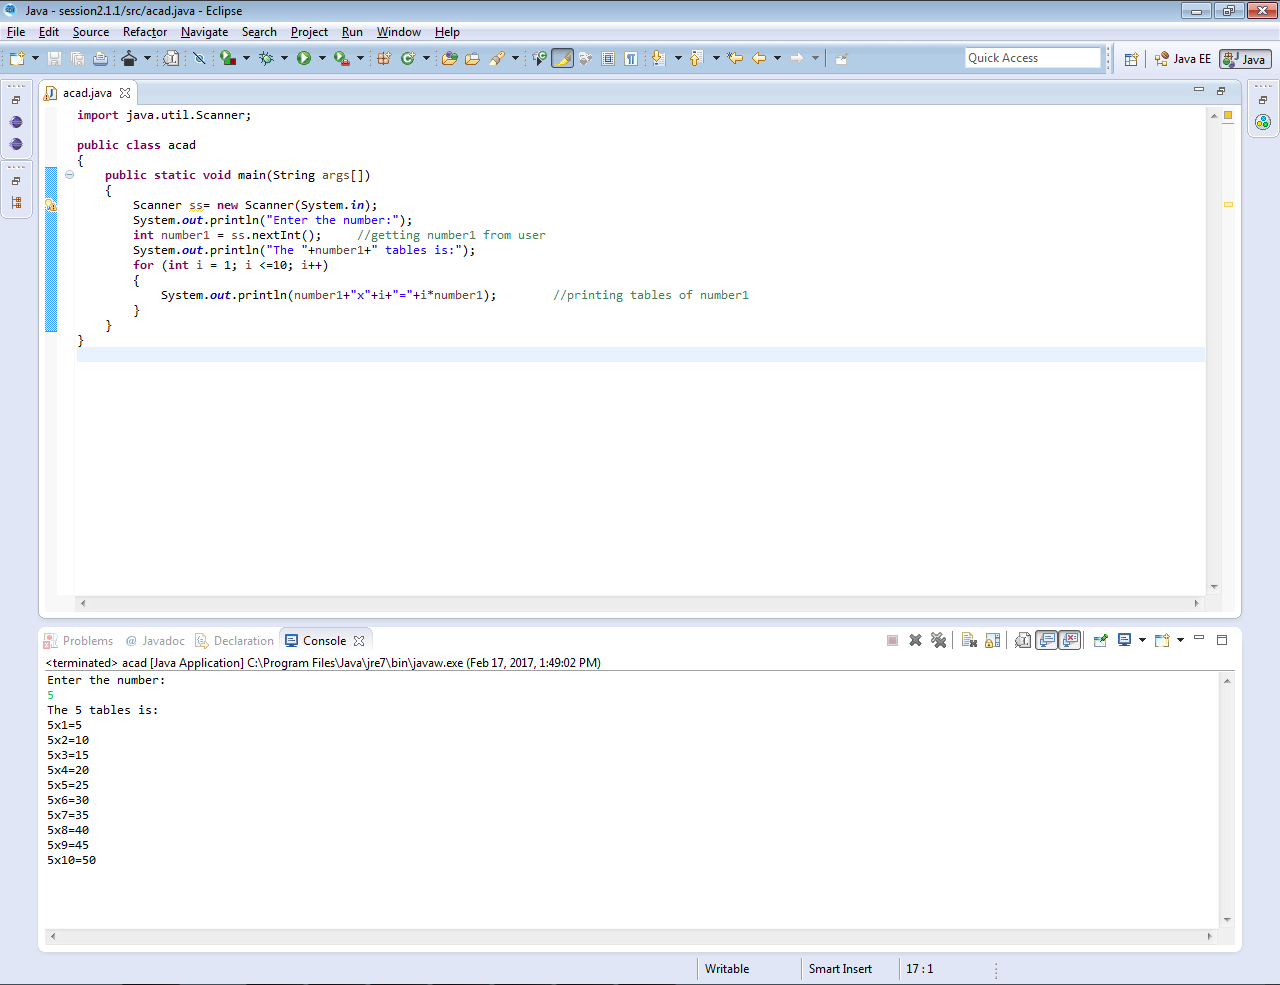 Java - session2.1.1/src/acad.java - Eclipse
File Edit Source Refactor Navigate Search Project Run Window Help
Quick Access
Java EE
Java
acad.java
import java.util.Scanner;
public class acad
{
public static void main(String args[])
{
Scanner ss= new Scanner(System.in);
System.out.println("Enter the number:");
int number1 = ss.nextInt(); //getting number1 from user
System.out.println("The "+number1+" tables is:");
for (int i = 1; i <=10; i++)
{
System.out.println(number1+"x"+i+"="+i*number1); //printing tables of number1
}
}
}
Problems @ Javadoc Declaration Console
<terminated> acad [Java Application] C:\Program Files\Java\jre7\bin\javaw.exe (Feb 17, 2017, 1:49:02 PM)
Enter the number:
5
The 5 tables is:
5x1=5
5x2=10
5x3=15
5x4=20
5x5=25
5x6=30
5x7=35
5x8=40
5x9=45
5x10=50
Writable Smart Insert 17 : 1